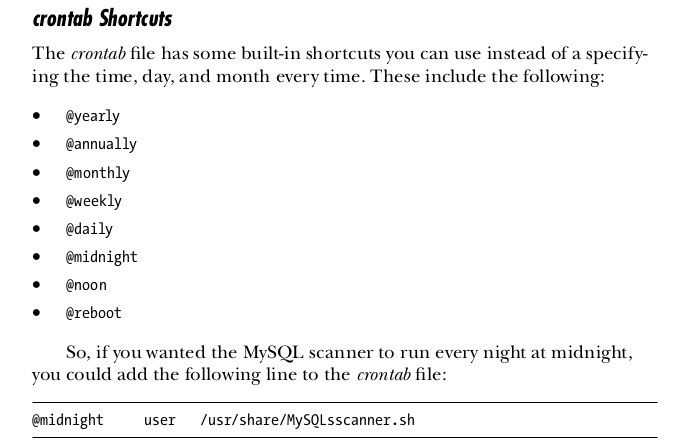 crontab Shortcuts
The crontab file has some built-in shortcuts you can use instead of a specify-
ing the time, day, and month every time. These include the following:
• @yearly
• @annually
• @monthly
• @weekly
• @daily
• @midnight
• @noon
• @reboot
So, if you wanted the MySQL scanner to run every night at midnight,
you could add the following line to the crontab file:
@midnight user /usr/share/MySQLsscanner.sh